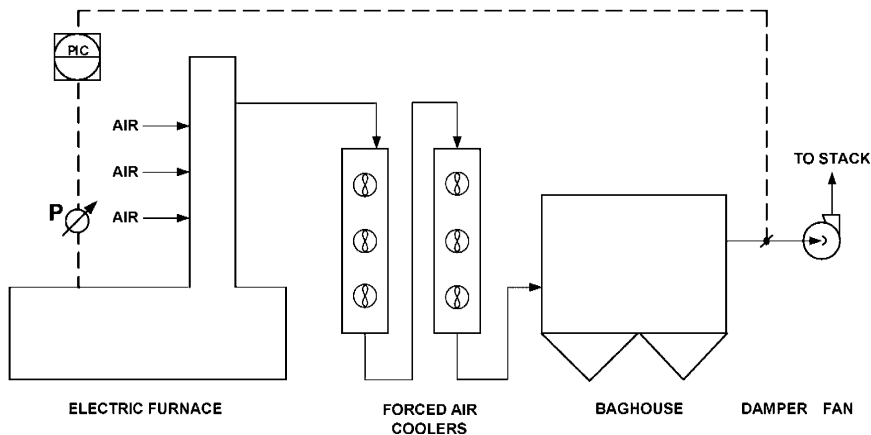 PIC
AIR
TO STACK
AIR
P
AIR
ELECTRIC FURNACE
FORCED AIR
COOLERS
BAGHOUSE
DAMPER
FAN